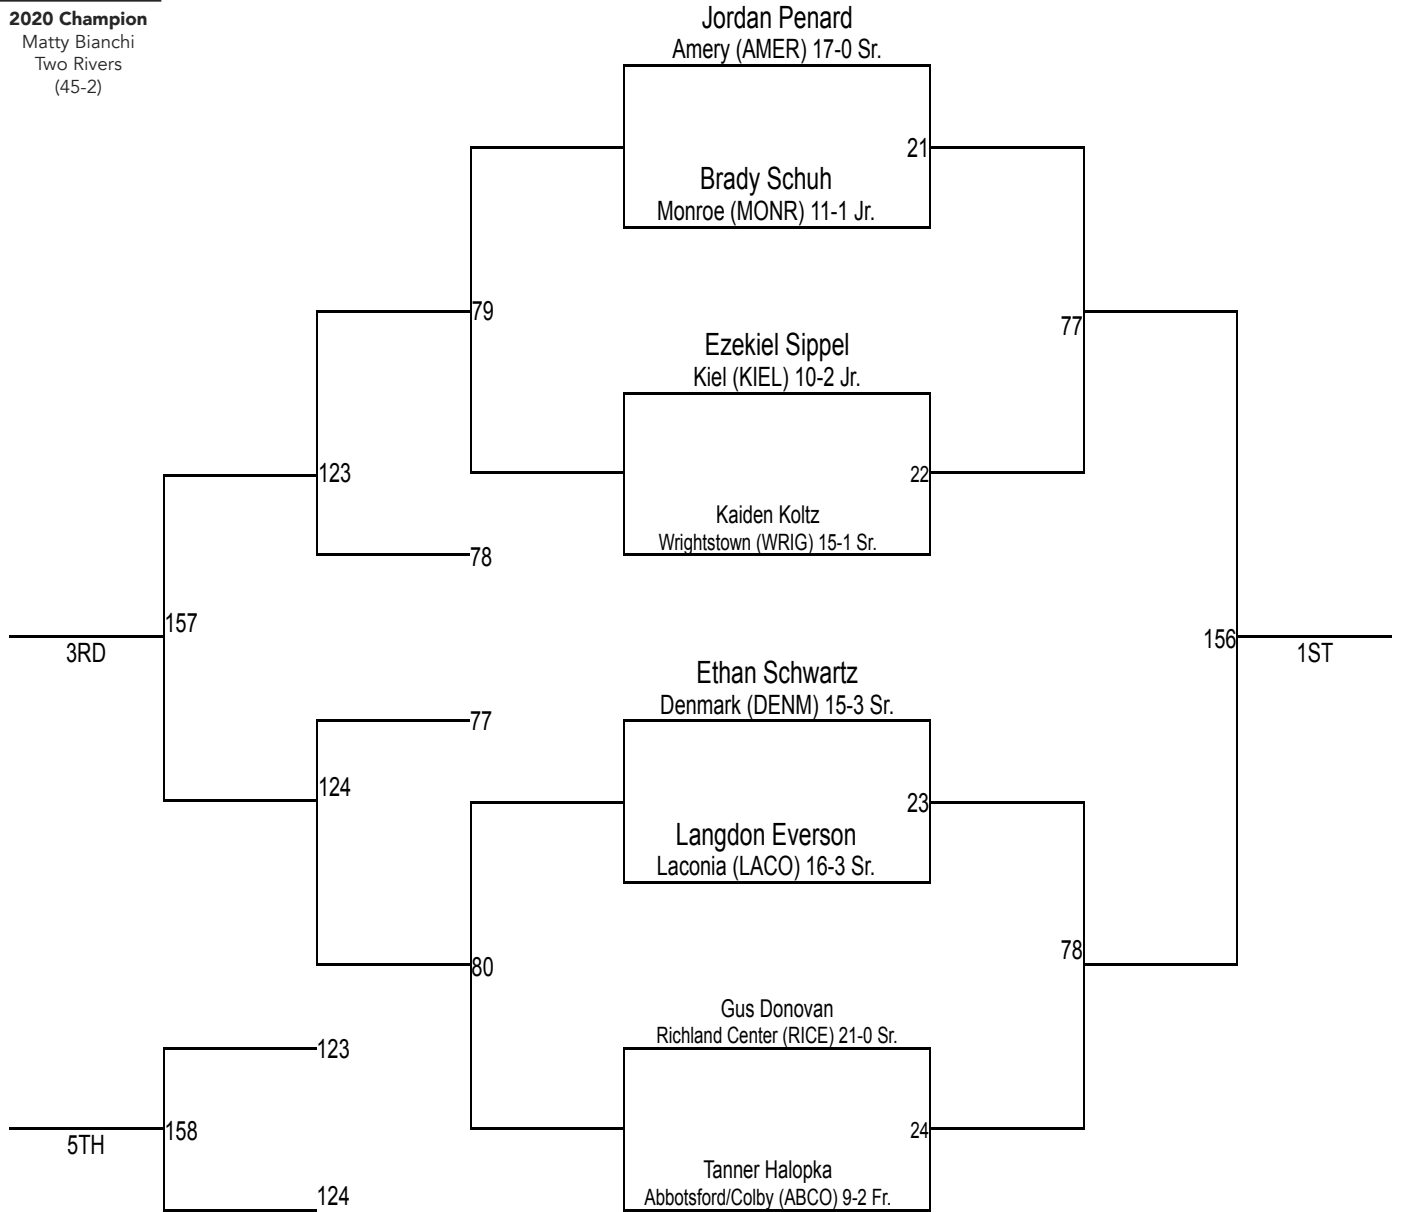 2020 Champion
Matty Bianchi
Two Rivers
(45-2)
Jordan Penard
Amery (AMER) 17-0 Sr.
21
Brady Schuh
Monroe (MONR) 11-1 Jr.
79
77
Ezekiel Sippel
Kiel (KIEL) 10-2 Jr.
123
22
Kaiden Koltz
Wrightstown (WRIG) 15-1 Sr.
78
157
3RD
156
1ST
Ethan Schwartz
Denmark (DENM) 15-3 Sr.
77
124
23
Langdon Everson
Laconia (LACO) 16-3 Sr.
80
78
Gus Donovan
Richland Center (RICE) 21-0 Sr.
123
158
5TH
24
Tanner Halopka
Abbotsford/Colby (ABCO) 9-2 Fr.
124